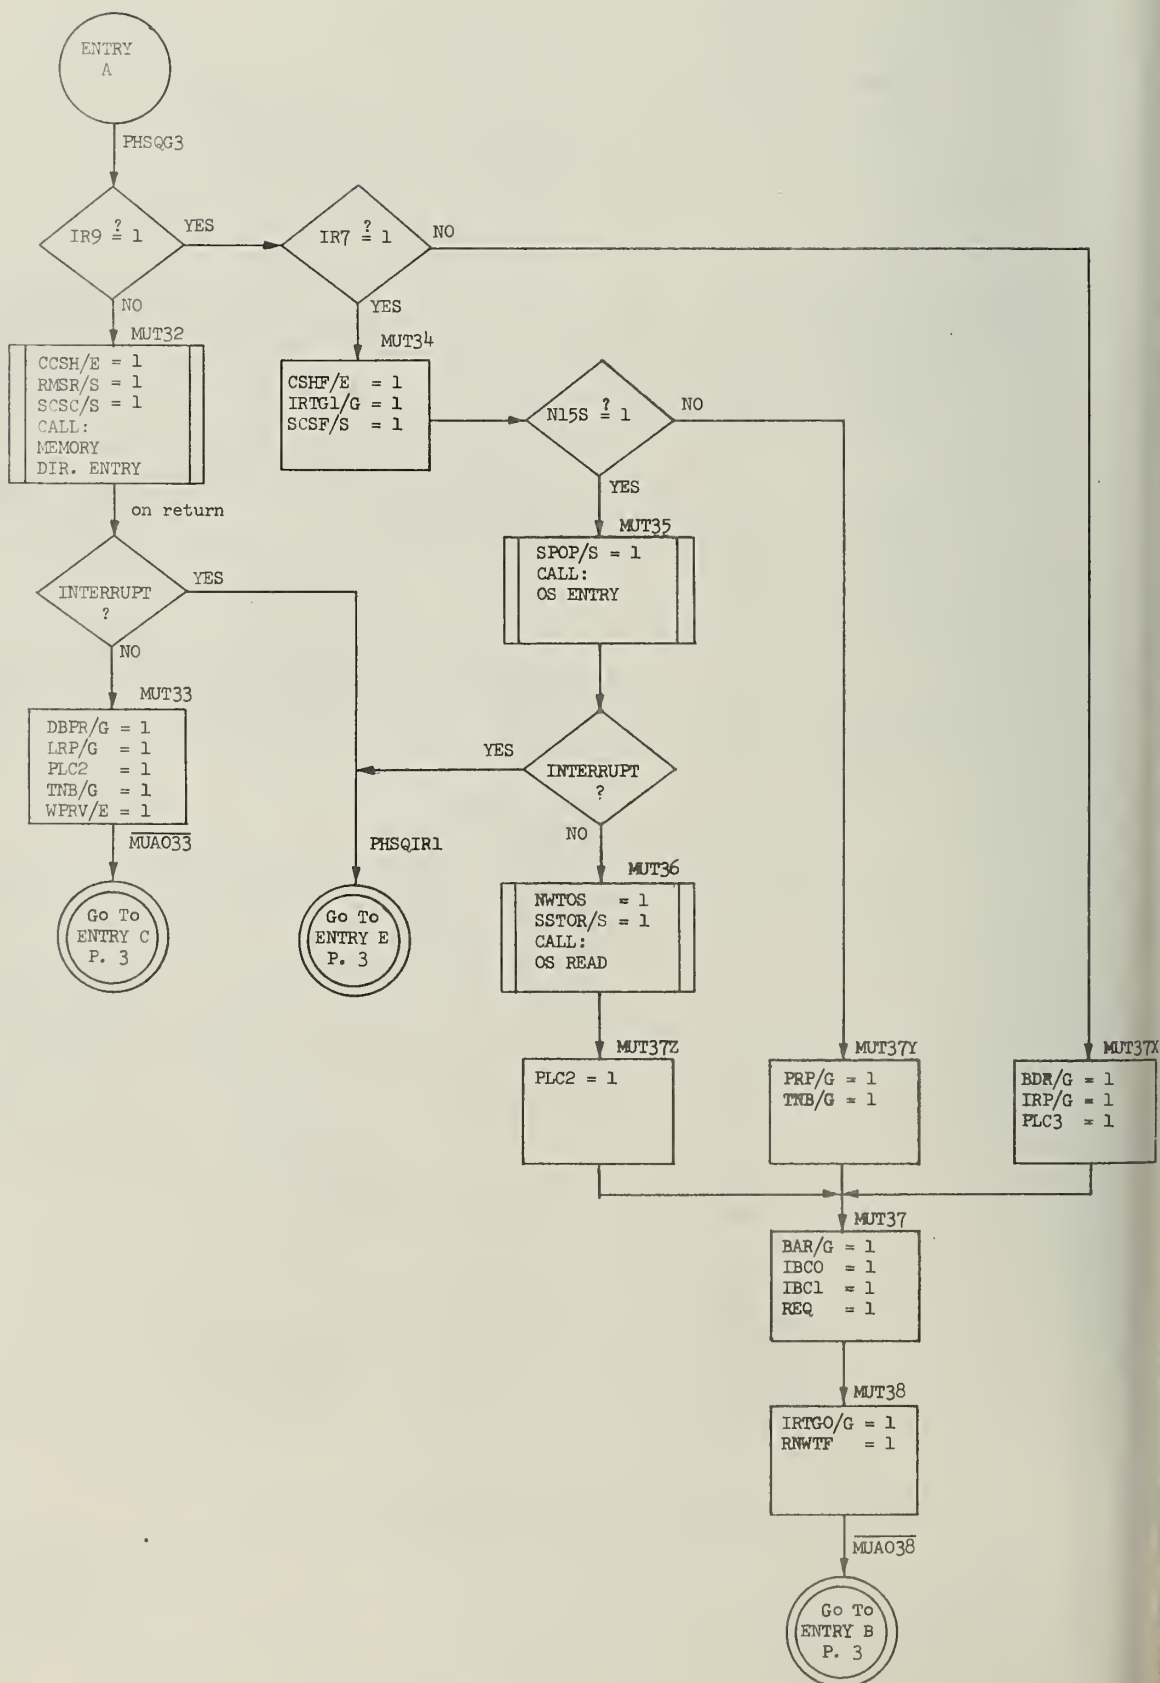 ENTRY
A
PHSQG3
IR9 ?= 1
YES
IR7 ?= 1
NO
NO
YES
MUT32
CCSH/E = 1
RMSR/S = 1
SCSC/S = 1
CALL:
MEMORY
DIR. ENTRY
MUT34
CSHF/E = 1
IRTG1/G = 1
SCSF/S = 1
N15S ?= 1
NO
YES
on return
MUT35
SPOP/S = 1
CALL:
OS ENTRY
INTERRUPT
?
YES
NO
MUT33
DBPR/G = 1
LRP/G = 1
PLC2 = 1
TNB/G = 1
WPRV/E = 1
YES
INTERRUPT
?
NO
MUAO33
PHSQIR1
MUT36
NWTOS = 1
SSTOR/S = 1
CALL:
OS READ
Go To
ENTRY C
P. 3
Go To
ENTRY E
P. 3
MUT37Z
PLC2 = 1
MUT37Y
PRP/G = 1
TNB/G = 1
MUT37X
BDR/G = 1
IRP/G = 1
PLC3 = 1
MUT37
BAR/G = 1
IBC0 = 1
IBC1 = 1
REQ = 1
MUT38
IRTGO/G = 1
RNWTF = 1
MUAO38
Go To
ENTRY B
P. 3